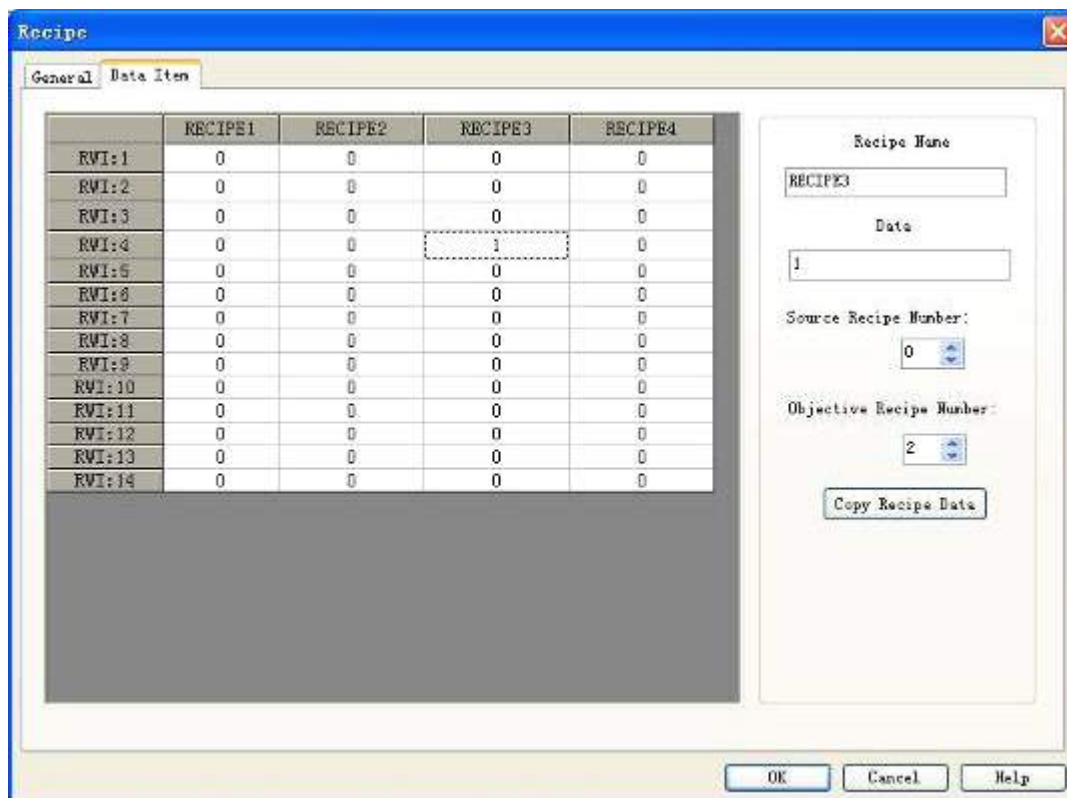 Recipe
General Data Item
RECIPE1 RECIPE2 RECIPE3 RECIPE4
RWI:1 0 0 0 0
RWI:2 0 0 0 0
RWI:3 0 0 0 0
RWI:4 0 0 1 0
RWI:5 0 0 0 0
RWI:6 0 0 0 0
RWI:7 0 0 0 0
RWI:8 0 0 0 0
RWI:9 0 0 0 0
RWI:10 0 0 0 0
RWI:11 0 0 0 0
RWI:12 0 0 0 0
RWI:13 0 0 0 0
RWI:14 0 0 0 0
Recipe Name
RECIPE3
Data
1
Source Recipe Number:
0
Objective Recipe Number:
2
Copy Recipe Data
OK Cancel Help